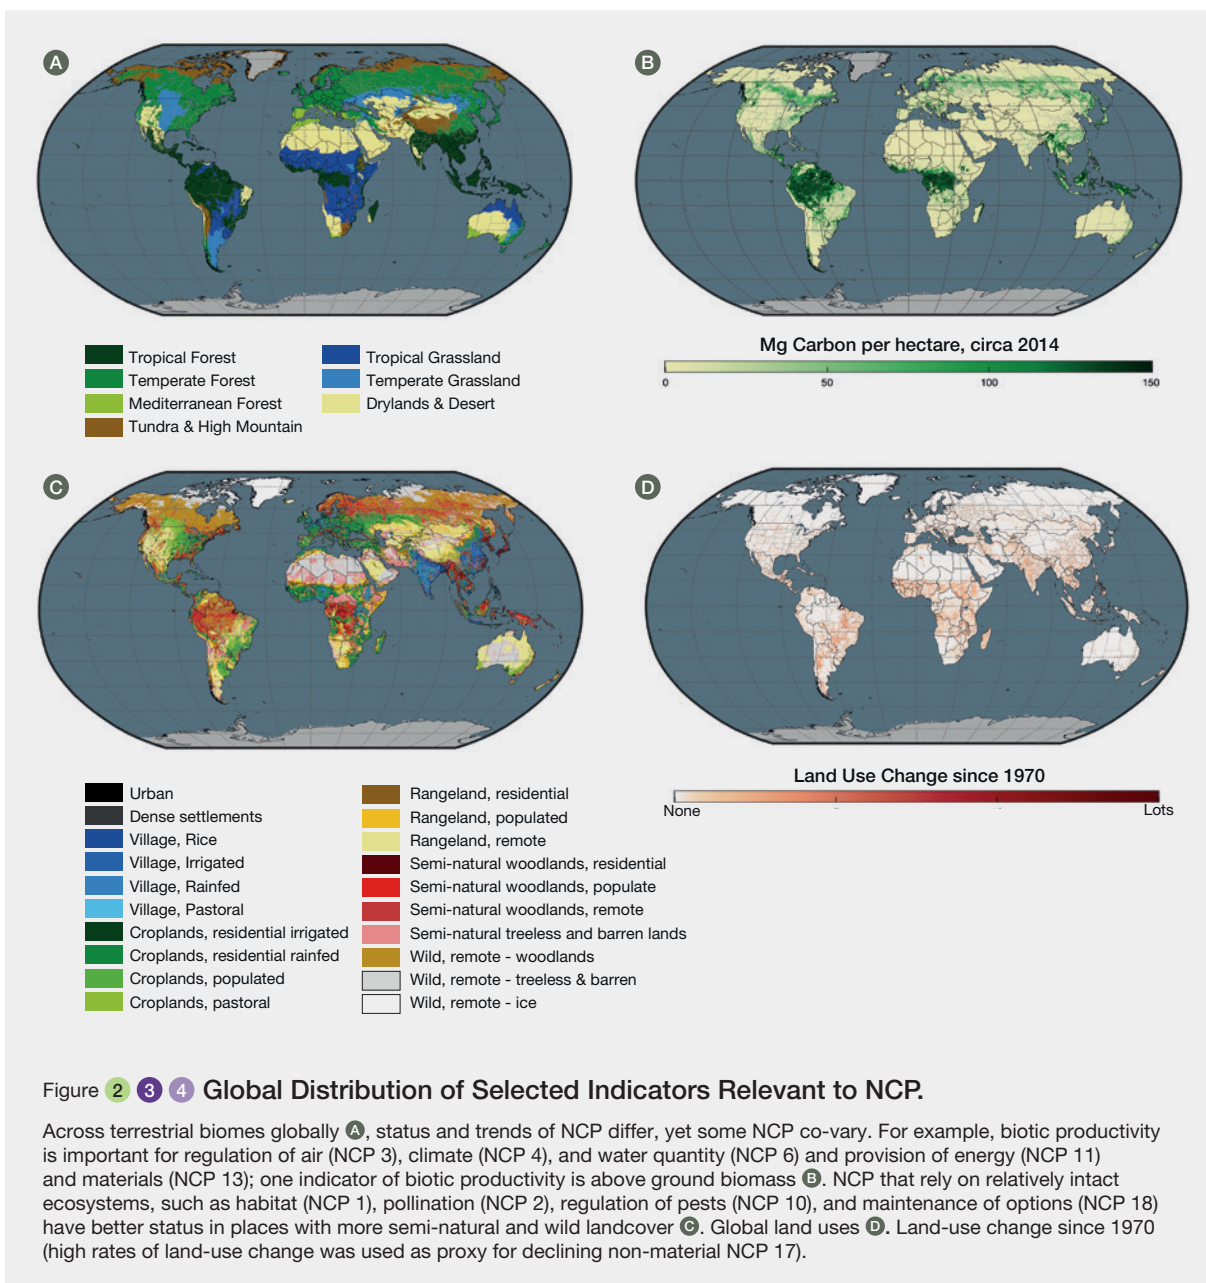 A
B
Tropical Forest
Temperate Forest
Mediterranean Forest
Tundra & High Mountain
Tropical Grassland
Temperate Grassland
Drylands & Desert
Mg Carbon per hectare, circa 2014
0 50 100 150
C
D
Urban
Dense settlements
Village, Rice
Village, Irrigated
Village, Rainfed
Village, Pastoral
Croplands, residential irrigated
Croplands, residential rainfed
Croplands, populated
Croplands, pastoral
Rangeland, residential
Rangeland, populated
Rangeland, remote
Semi-natural woodlands, residential
Semi-natural woodlands, populate
Semi-natural woodlands, remote
Semi-natural treeless and barren lands
Wild, remote - woodlands
Wild, remote - treeless & barren
Wild, remote - ice
Land Use Change since 1970
None Lots
Figure 2 3 4 Global Distribution of Selected Indicators Relevant to NCP.
Across terrestrial biomes globally A, status and trends of NCP differ, yet some NCP co-vary. For example, biotic productivity
is important for regulation of air (NCP 3), climate (NCP 4), and water quantity (NCP 6) and provision of energy (NCP 11)
and materials (NCP 13); one indicator of biotic productivity is above ground biomass B. NCP that rely on relatively intact
ecosystems, such as habitat (NCP 1), pollination (NCP 2), regulation of pests (NCP 10), and maintenance of options (NCP 18)
have better status in places with more semi-natural and wild landcover C. Global land uses D. Land-use change since 1970
(high rates of land-use change was used as proxy for declining non-material NCP 17).